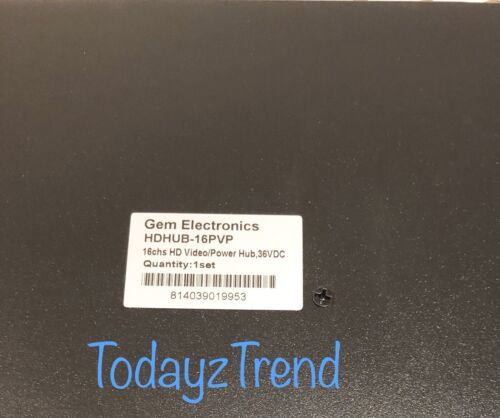 Gem Electronics
HDHUB-16PVP
16chs HD Video/Power Hub,36VDC
Quantity:1set
814039019953
TodayzTrend